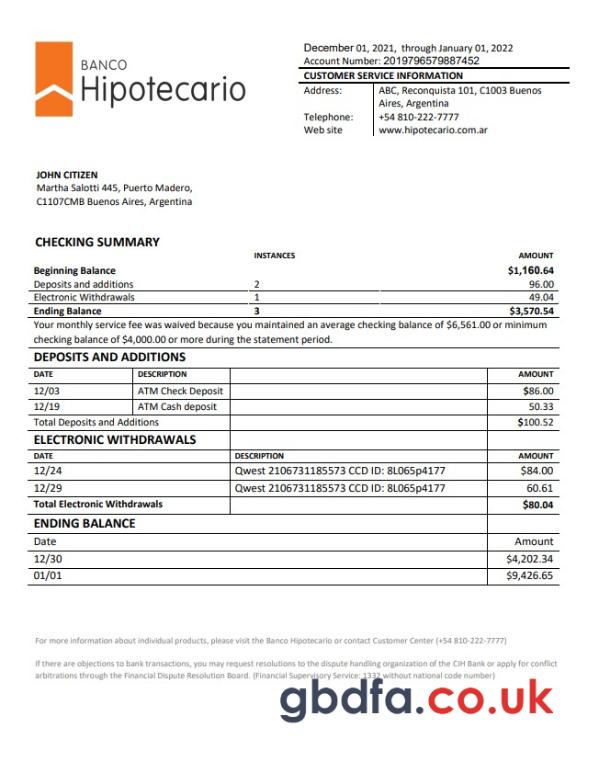 BANCO
Hipotecario
December 01, 2021, through January 01, 2022
Account Number: 2019796579887452
CUSTOMER SERVICE INFORMATION
Address: ABC, Reconquista 101, C1003 Buenos
Aires, Argentina
Telephone: +54 810-222-7777
Web site www.hipotecario.com.ar
JOHN CITIZEN
Martha Salotti 445, Puerto Madero,
C1107CMB Buenos Aires, Argentina
CHECKING SUMMARY
INSTANCES AMOUNT
Beginning Balance $1,160.64
Deposits and additions 2 96.00
Electronic Withdrawals 1 49.04
Ending Balance 3 $3,570.54
Your monthly service fee was waived because you maintained an average checking balance of $6,561.00 or minimum
checking balance of $4,000.00 or more during the statement period.
DEPOSITS AND ADDITIONS
DATE DESCRIPTION AMOUNT
12/03 ATM Check Deposit $86.00
12/19 ATM Cash deposit 50.33
Total Deposits and Additions $100.52
ELECTRONIC WITHDRAWALS
DATE DESCRIPTION AMOUNT
12/24 Qwest 2106731185573 CCD ID: 8L065p4177 $84.00
12/29 Qwest 2106731185573 CCD ID: 8L065p4177 60.61
Total Electronic Withdrawals $80.04
ENDING BALANCE
Date Amount
12/30 $4,202.34
01/01 $9,426.65
For more information about individual products, please visit the Banco Hipotecario or contact Customer Center (+54 810-222-7777)
If there are objections to bank transactions, you may request resolutions to the dispute handling organization of the CIH Bank or apply for conflict
arbitrations through the Financial Dispute Resolution Board. (Financial Supervisory Service: 1332 without national code number)
gbdfa.co.uk